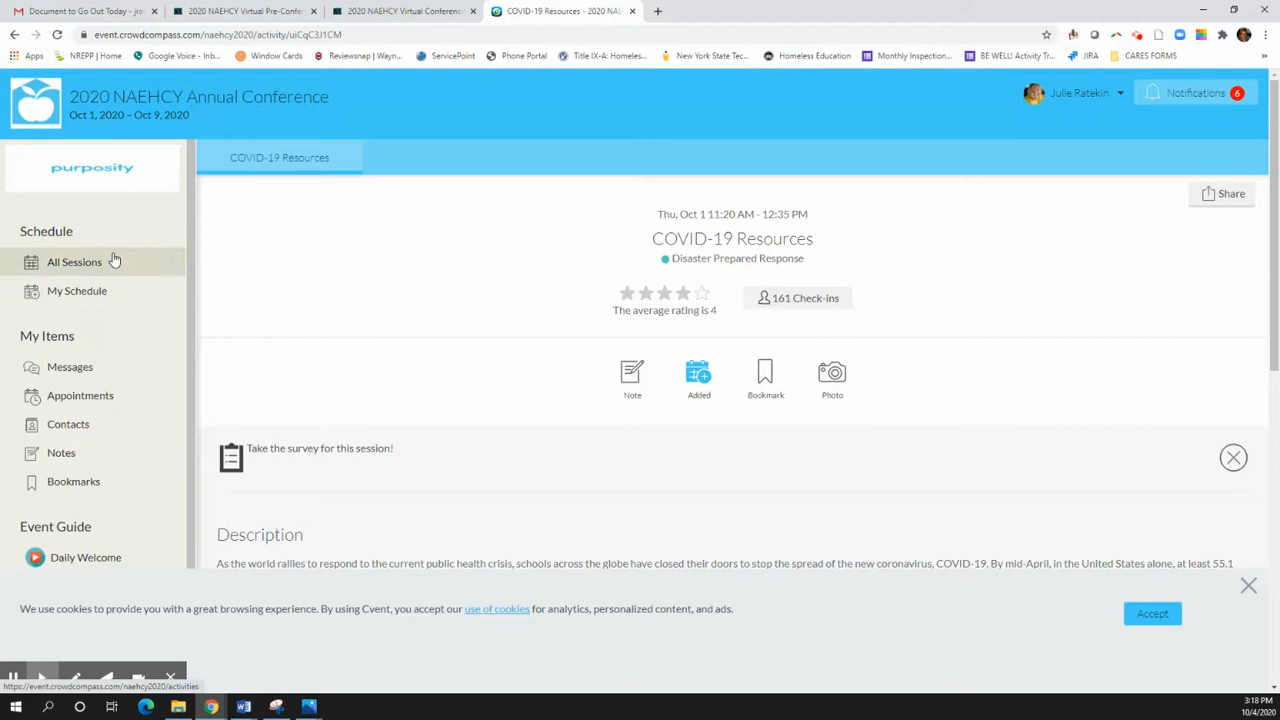 Document to Go Out Today - jra
2020 NAEHCY Virtual Pre-Confe
2020 NAEHCY Virtual Conferenc
COVID-19 Resources - 2020 NAE
event.crowdcompass.com/naehcy2020/activity/uiCqC3J1CM
Apps
NREPP | Home
Google Voice - Inb...
Window Cards
Reviewsnap | Wayn...
ServicePoint
Phone Portal
Title IX-A: Homeles...
New York State Tec...
Homeless Education
Monthly Inspection...
BE WELL! Activity Tr...
JIRA
CARES FORMS
2020 NAEHCY Annual Conference
Oct 1, 2020 – Oct 9, 2020
Julie Ratekin
Notifications 6
purposity
COVID-19 Resources
Share
Schedule
All Sessions
My Schedule
My Items
Messages
Appointments
Contacts
Notes
Bookmarks
Event Guide
Daily Welcome
Thu, Oct 1 11:20 AM - 12:35 PM
COVID-19 Resources
Disaster Prepared Response
The average rating is 4
161 Check-ins
Note
Added
Bookmark
Photo
Take the survey for this session!
Description
As the world rallies to respond to the current public health crisis, schools across the globe have closed their doors to stop the spread of the new coronavirus, COVID-19. By mid-April, in the United States alone, at least 55.1
We use cookies to provide you with a great browsing experience. By using Cvent, you accept our use of cookies for analytics, personalized content, and ads.
Accept
https://event.crowdcompass.com/naehcy2020/activities
3:18 PM
10/4/2020